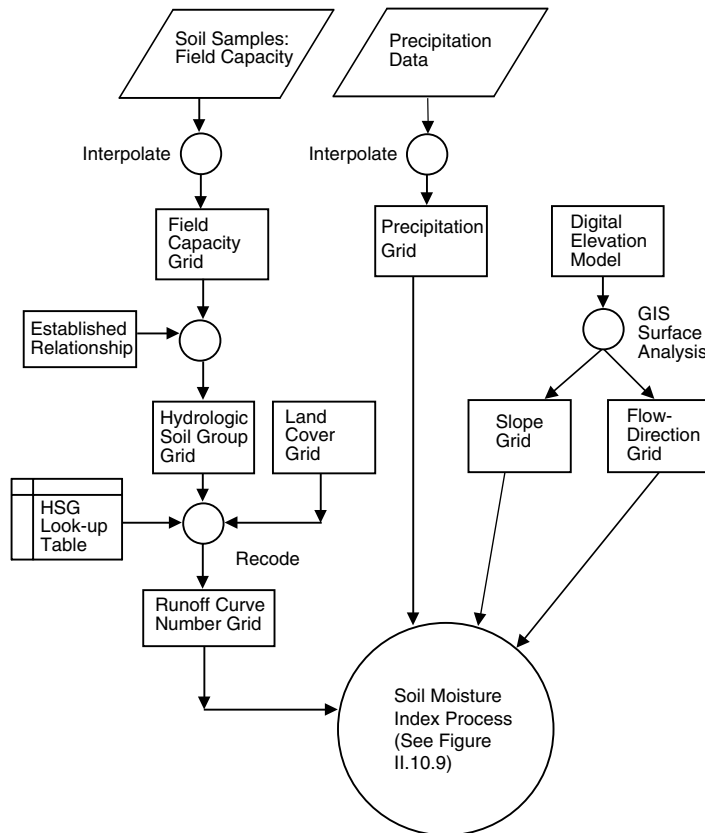 Soil Samples:
Field Capacity
Precipitation
Data
Interpolate
Interpolate
Field
Capacity
Grid
Precipitation
Grid
Digital
Elevation
Model
Established
Relationship
GIS
Surface
Analysis
Hydrologic
Soil Group
Grid
Land
Cover
Grid
Slope
Grid
Flow-
Direction
Grid
HSG
Look-up
Table
Recode
Runoff Curve
Number Grid
Soil Moisture
Index Process
(See Figure
II.10.9)